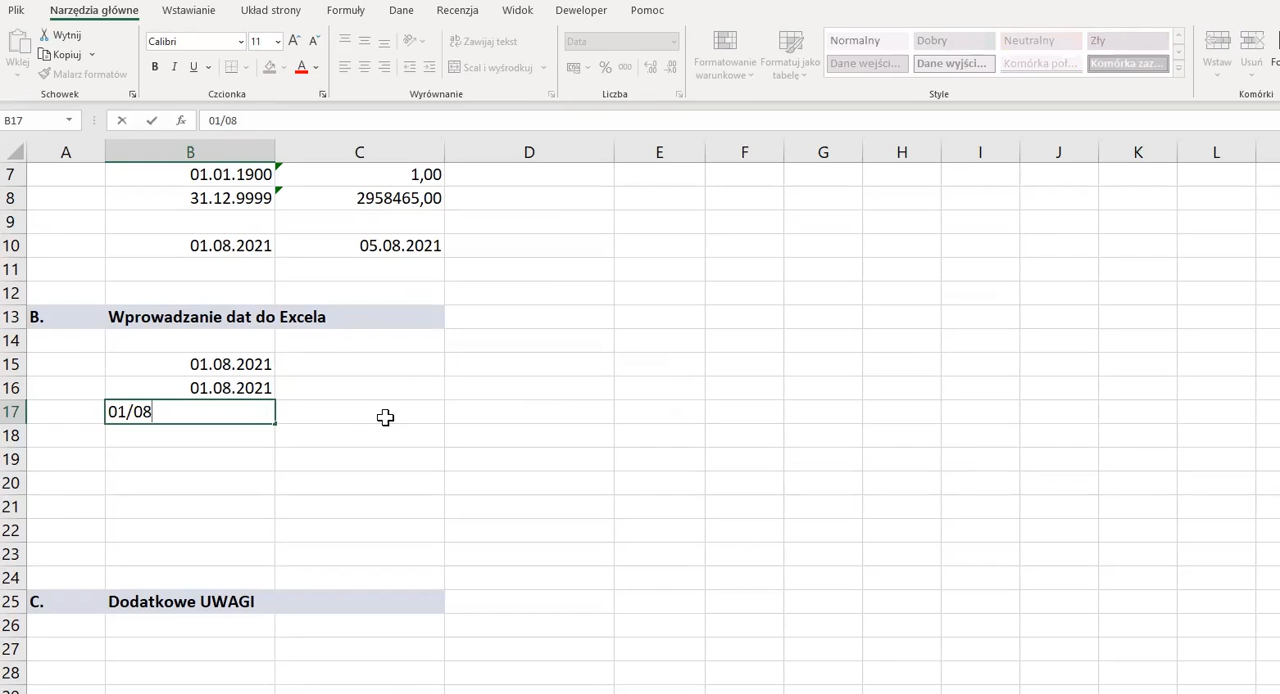 Plik Narzędzia główne Wstawianie Układ strony Formuły Dane Recenzja Widok Deweloper Pomoc
Wklej
Wytnij
Kopiuj
Malarz formatów
Schowek
Calibri 11
B I U A
Czcionka
Zawijaj tekst
Scal i wyśrodkuj
Wyrównanie
Data
% 000
Liczba
Formatowanie warunkowe
Formatuj jako tabelę
Normalny Dobry Neutralny Zły
Dane wejści... Dane wyjści... Komórka poł... Komórka zaz...
Style
Wstaw Usuń
Komórki
B17 fx 01/08
A B C D E F G H I J K L
7 01.01.1900 1,00
8 31.12.9999 2958465,00
9
10 01.08.2021 05.08.2021
11
12
13 B. Wprowadzanie dat do Excela
14
15 01.08.2021
16 01.08.2021
17 01/08
18
19
20
21
22
23
24
25 C. Dodatkowe UWAGI
26
27
28